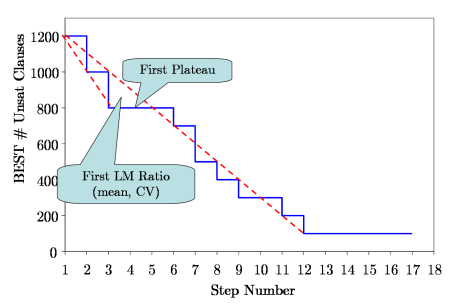 BEST # Unsat Clauses
1200
1000
800
600
400
200
0
First Plateau
First LM Ratio
(mean, CV)
1 2 3 4 5 6 7 8 9 10 11 12 13 14 15 16 17 18
Step Number